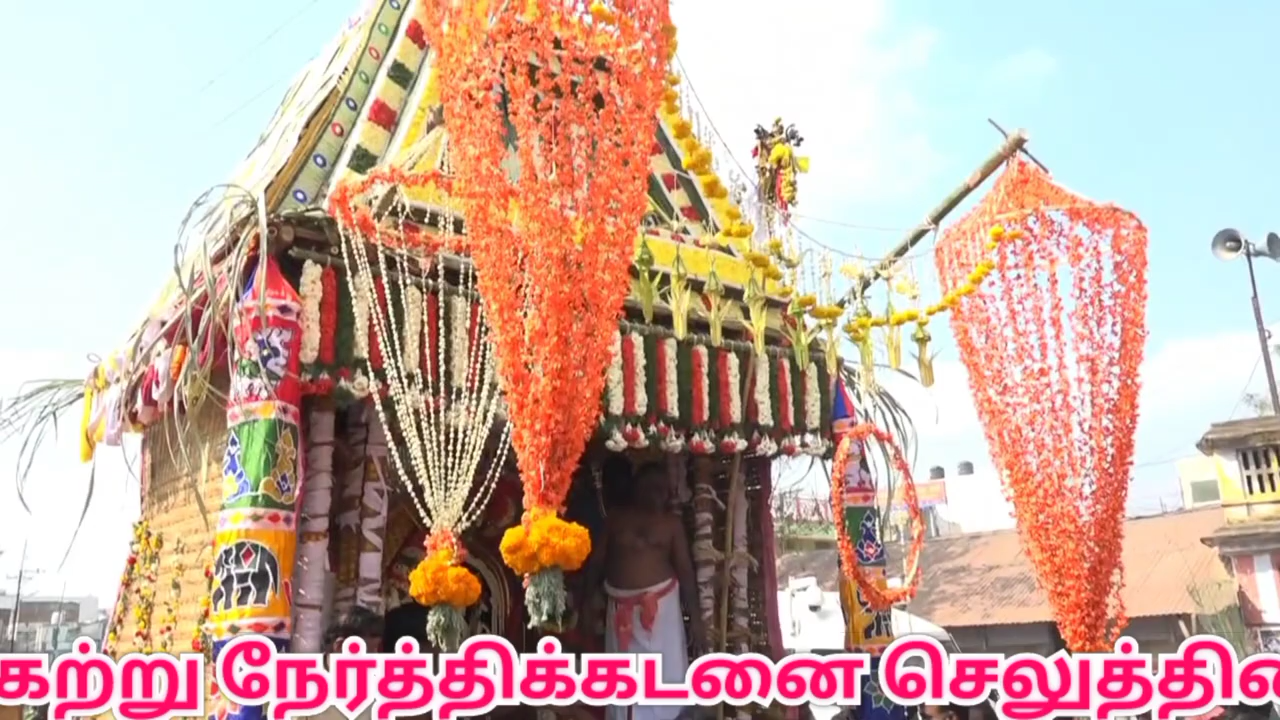 கற்று நேர்த்திக்கடனை செலுத்தின